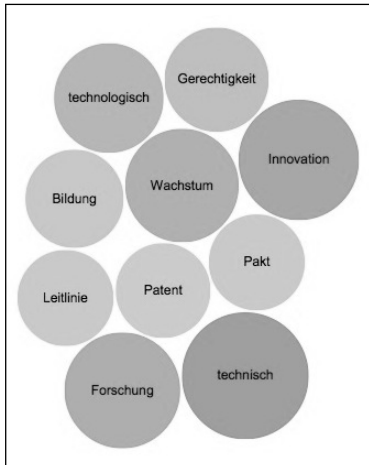 Gerechtigkeit
technologisch
Innovation
Wachstum
Bildung
Pakt
Patent
Leitlinie
technisch
Forschung